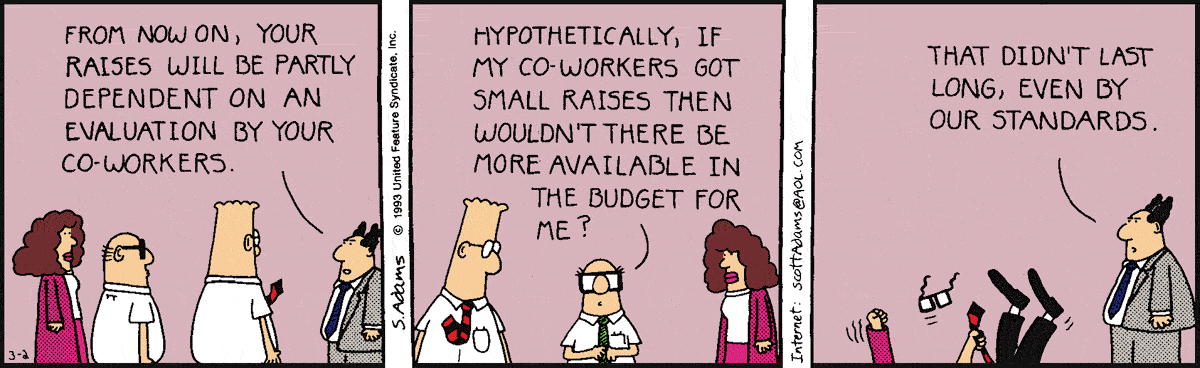 FROM NOW ON, YOUR
RAISES WILL BE PARTLY
DEPENDENT ON AN
EVALUATION BY YOUR
CO-WORKERS.
3-2
S. Adams © 1993 United Feature Syndicate, Inc.
HYPOTHETICALLY, IF
MY CO-WORKERS GOT
SMALL RAISES THEN
WOULDN'T THERE BE
MORE AVAILABLE IN
THE BUDGET FOR
ME?
Internet: scottAdams@AOL.COM
THAT DIDN'T LAST
LONG, EVEN BY
OUR STANDARDS.